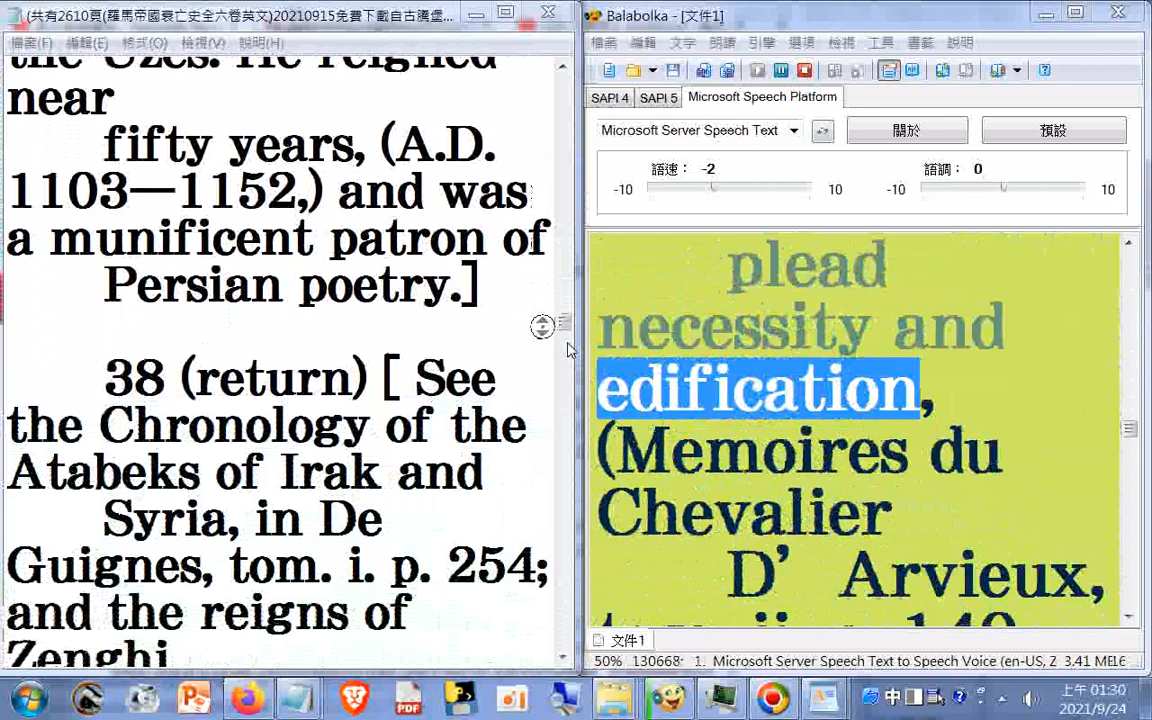 (共有2610頁(羅馬帝國衰亡史全六卷英文)20210915免費下載自古騰堡...
檔案(F) 編輯(E) 格式(O) 檢視(V) 說明(H)
the Uzes. He reigned
near
fifty years, (A.D.
1103—1152,) and was
a munificent patron of
Persian poetry.]
38 (return) [ See
the Chronology of the
Atabeks of Irak and
Syria, in De
Guignes, tom. i. p. 254;
and the reigns of
Zenghi
Balabolka - [文件1]
檔案 編輯 文字 朗讀 引擎 選項 檢視 工具 書籤 說明
SAPI 4 SAPI 5 Microsoft Speech Platform
Microsoft Server Speech Text 關於 預設
語速: -2 語調: 0
-10 10 -10 10
plead
necessity and
edification,
(Memoires du
Chevalier
D’ Arvieux,
文件1
50% 130668 1. Microsoft Server Speech Text to Speech Voice (en-US, Z 3.41 ME
中
上午 01:30
2021/9/24